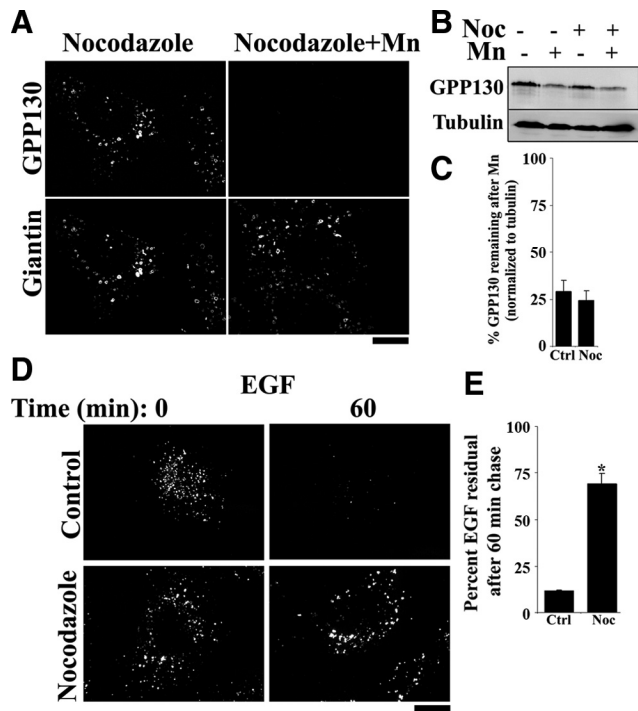 A
Nocodazole Nocodazole+Mn
GPP130
Giantin
B
Noc - - + +
Mn - + - +
GPP130
Tubulin
C
% GPP130 remaining after Mn
(normalized to tubulin)
100
75
50
25
0
Ctrl Noc
D
EGF
Time (min): 0 60
Control
Nocodazole
E
Percent EGF residual
after 60 min chase
100
75
50
25
0
*
Ctrl Noc